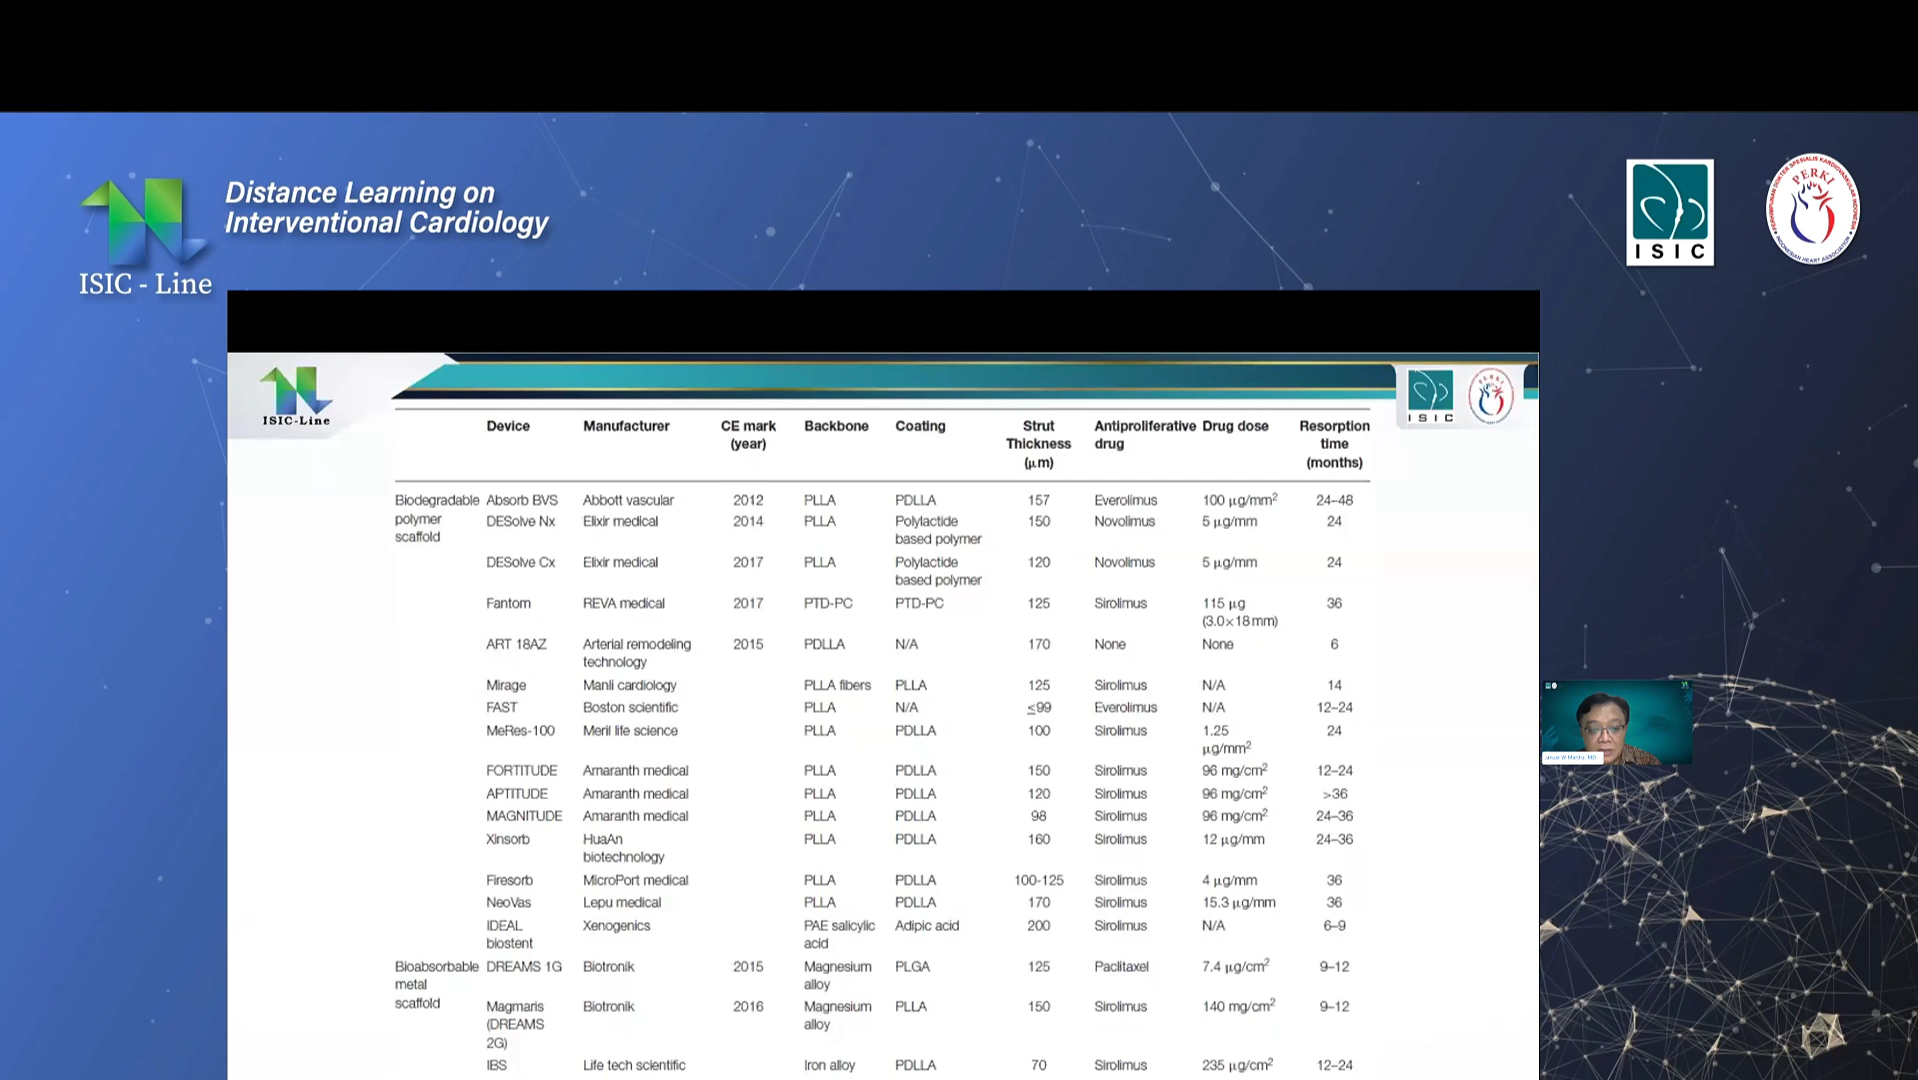 Distance Learning on
Interventional Cardiology
ISIC - Line
ISIC
PERKI
PERHIMPUNAN DOKTER SPESIALIS KARDIOVASKULAR INDONESIA
INDONESIAN HEART ASSOCIATION
ISIC-Line
ISIC
PERKI
Device Manufacturer CE mark (year) Backbone Coating Strut Thickness (μm) Antiproliferative drug Drug dose Resorption time (months)
Biodegradable polymer scaffold Absorb BVS Abbott vascular 2012 PLLA PDLLA 157 Everolimus 100 μg/mm² 24–48
DESolve Nx Elixir medical 2014 PLLA Polylactide based polymer 150 Novolimus 5 μg/mm 24
DESolve Cx Elixir medical 2017 PLLA Polylactide based polymer 120 Novolimus 5 μg/mm 24
Fantom REVA medical 2017 PTD-PC PTD-PC 125 Sirolimus 115 μg (3.0×18mm) 36
ART 18AZ Arterial remodeling technology 2015 PDLLA N/A 170 None None 6
Mirage Manli cardiology PLLA fibers PLLA 125 Sirolimus N/A 14
FAST Boston scientific PLLA N/A ≤99 Everolimus N/A 12–24
MeRes-100 Meril life science PLLA PDLLA 100 Sirolimus 1.25 μg/mm² 24
FORTITUDE Amaranth medical PLLA PDLLA 150 Sirolimus 96 mg/cm² 12–24
APTITUDE Amaranth medical PLLA PDLLA 120 Sirolimus 96 mg/cm² >36
MAGNITUDE Amaranth medical PLLA PDLLA 98 Sirolimus 96 mg/cm² 24–36
Xinsorb HuaAn biotechnology PLLA PDLLA 160 Sirolimus 12 μg/mm 24–36
Firesorb MicroPort medical PLLA PDLLA 100-125 Sirolimus 4 μg/mm 36
NeoVas Lepu medical PLLA PDLLA 170 Sirolimus 15.3 μg/mm 36
IDEAL biostent Xenogenics PAE salicylic acid Adipic acid 200 Sirolimus N/A 6–9
Bioabsorbable metal scaffold DREAMS 1G Biotronik 2015 Magnesium alloy PLGA 125 Paclitaxel 7.4 μg/cm² 9–12
Magmaris (DREAMS 2G) Biotronik 2016 Magnesium alloy PLLA 150 Sirolimus 140 mg/cm² 9–12
IBS Life tech scientific Iron alloy PDLLA 70 Sirolimus 235 μg/cm² 12–24